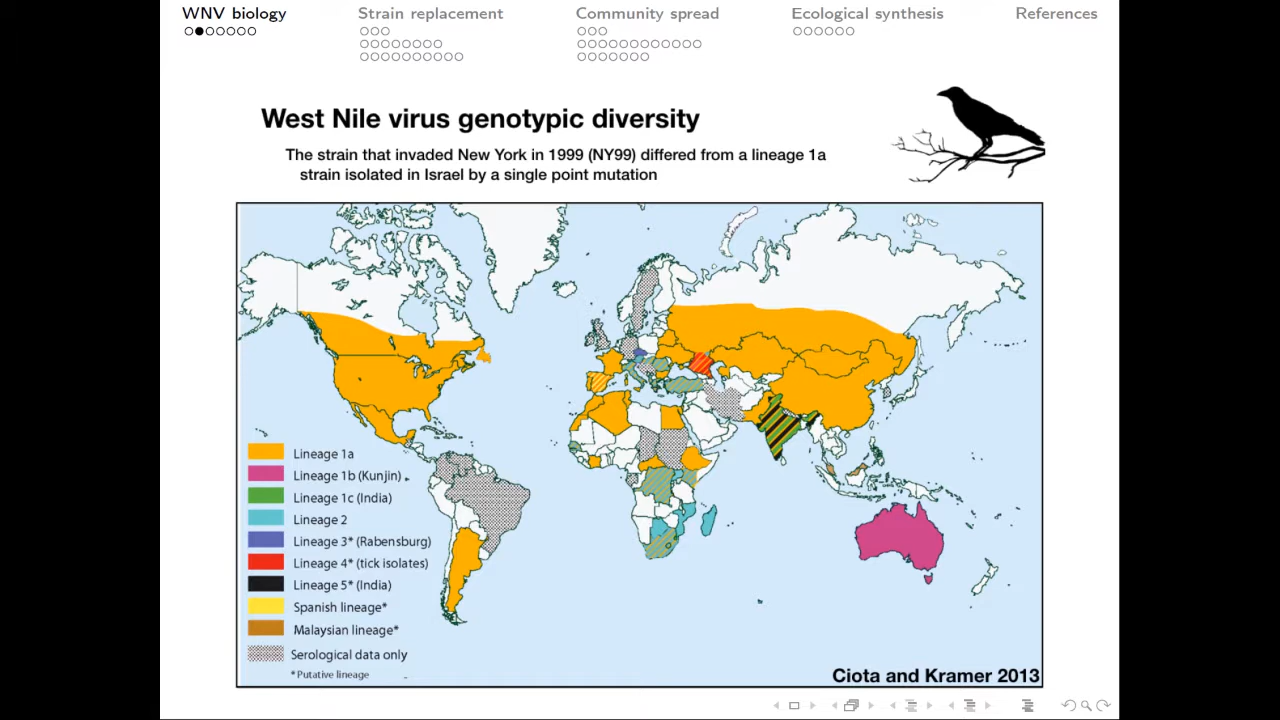 WNV biology
Strain replacement
Community spread
Ecological synthesis
References
West Nile virus genotypic diversity
The strain that invaded New York in 1999 (NY99) differed from a lineage 1a
strain isolated in Israel by a single point mutation
Lineage 1a
Lineage 1b (Kunjin)
Lineage 1c (India)
Lineage 2
Lineage 3* (Rabensburg)
Lineage 4* (tick isolates)
Lineage 5* (India)
Spanish lineage*
Malaysian lineage*
Serological data only
*Putative lineage
Ciota and Kramer 2013